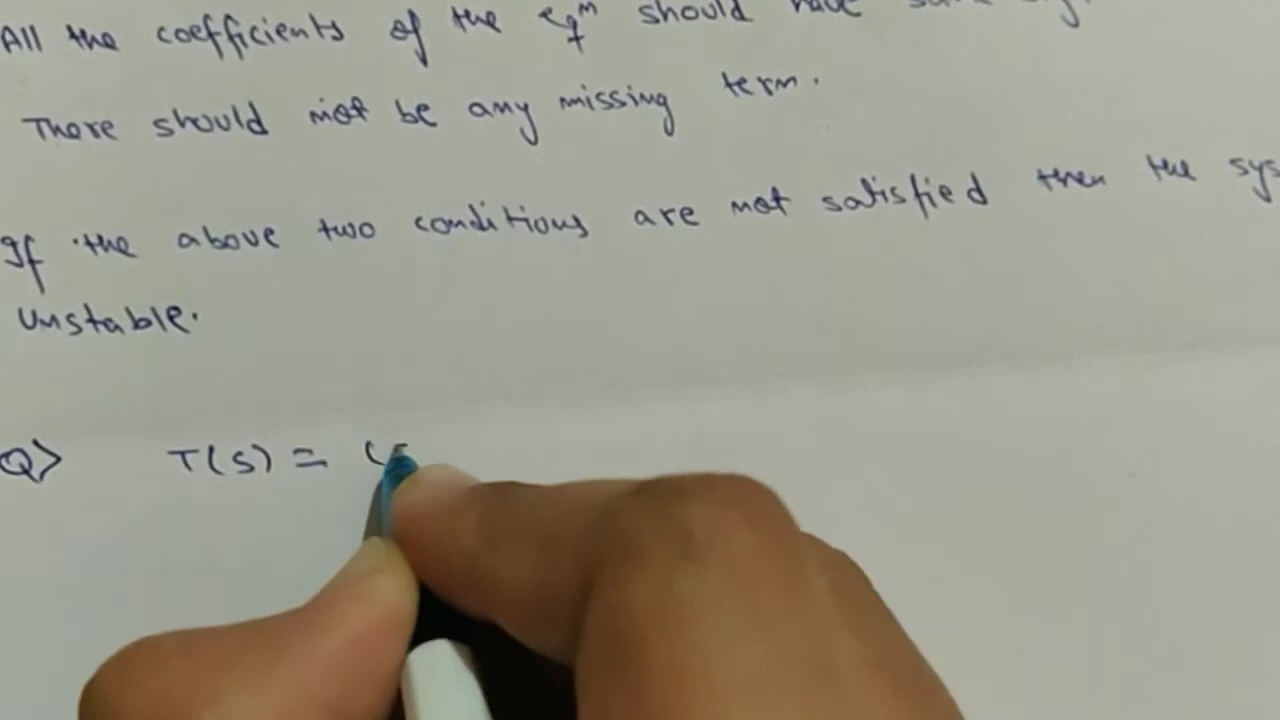 All the coefficients of the eqn should have
There should not be any missing term.
If the above two conditions are not satisfied then the sys
Unstable.
Q> T(s) = (s